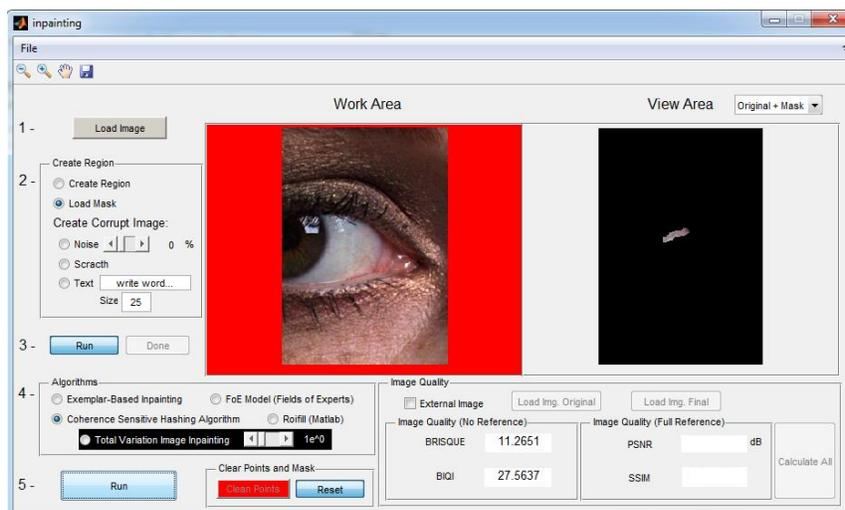 inpainting
File
Work Area
View Area
Original + Mask
1 -
Load Image
Create Region
2 -
Create Region
Load Mask
Create Corrupt Image:
Noise
0 %
Scracth
Text
write word...
Size
25
3 -
Run
Done
4 -
Algorithms
Exemplar-Based Inpainting
FoE Model (Fields of Experts)
Coherence Sensitive Hashing Algorithm
Roifill (Matlab)
Total Variation Image Inpainting
1e^0
5 -
Run
Clear Points and Mask
Clean Points
Reset
Image Quality
External Image
Load Img. Original
Load Img. Final
Image Quality (No Reference)
BRISQUE
11.2651
BIQI
27.5637
Image Quality (Full Reference)
PSNR
dB
SSIM
Calculate All